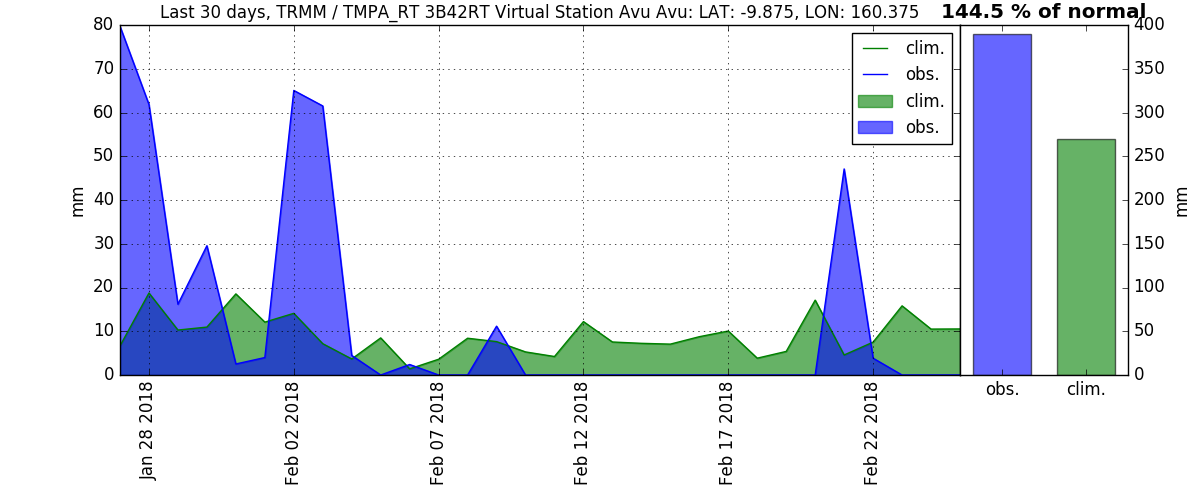 Last 30 days, TRMM / TMPA_RT 3B42RT Virtual Station Avu Avu: LAT: -9.875, LON: 160.375
144.5 % of normal
80
70
60
50
40
30
20
10
0
mm
clim.
obs.
clim.
obs.
Jan 28 2018
Feb 02 2018
Feb 07 2018
Feb 12 2018
Feb 17 2018
Feb 22 2018
400
350
300
250
200
150
100
50
0
mm
obs.
clim.